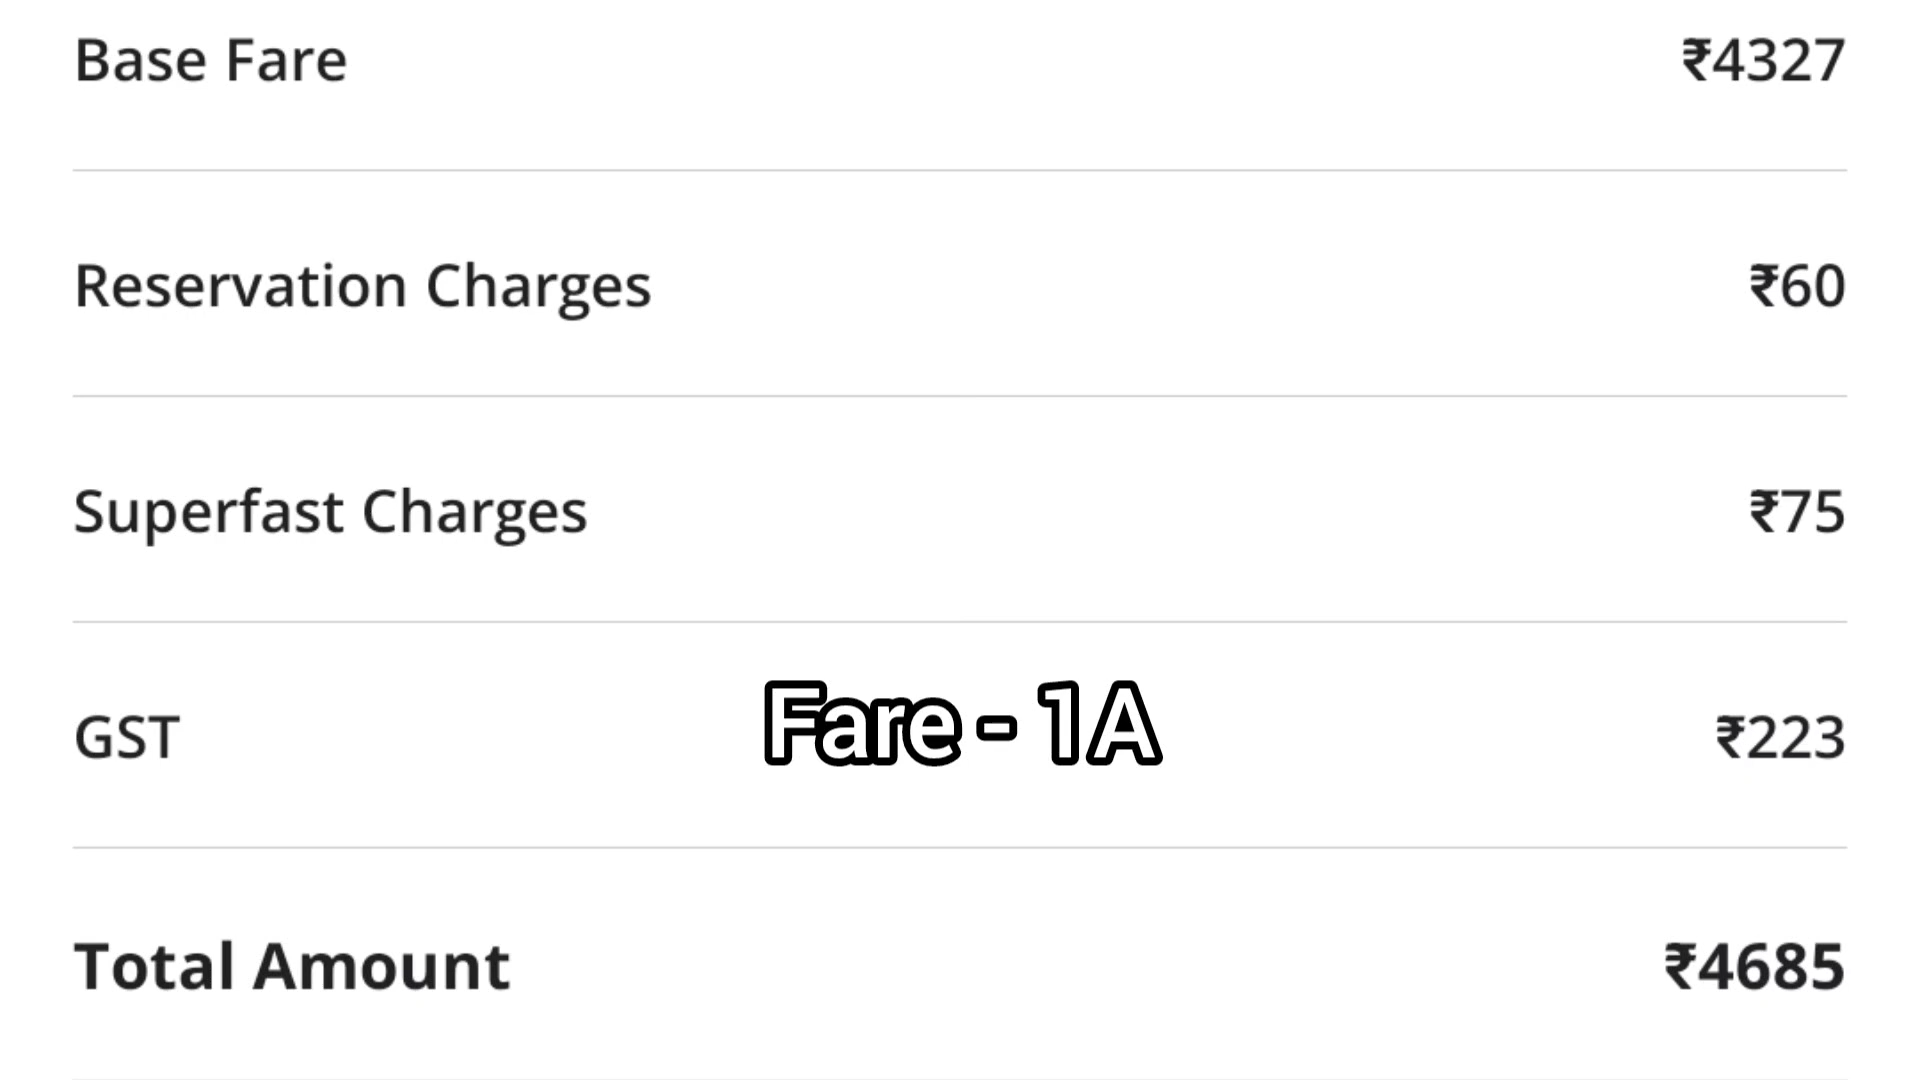 Base Fare ₹4327
Reservation Charges ₹60
Superfast Charges ₹75
GST ₹223
Fare - 1A
Total Amount ₹4685